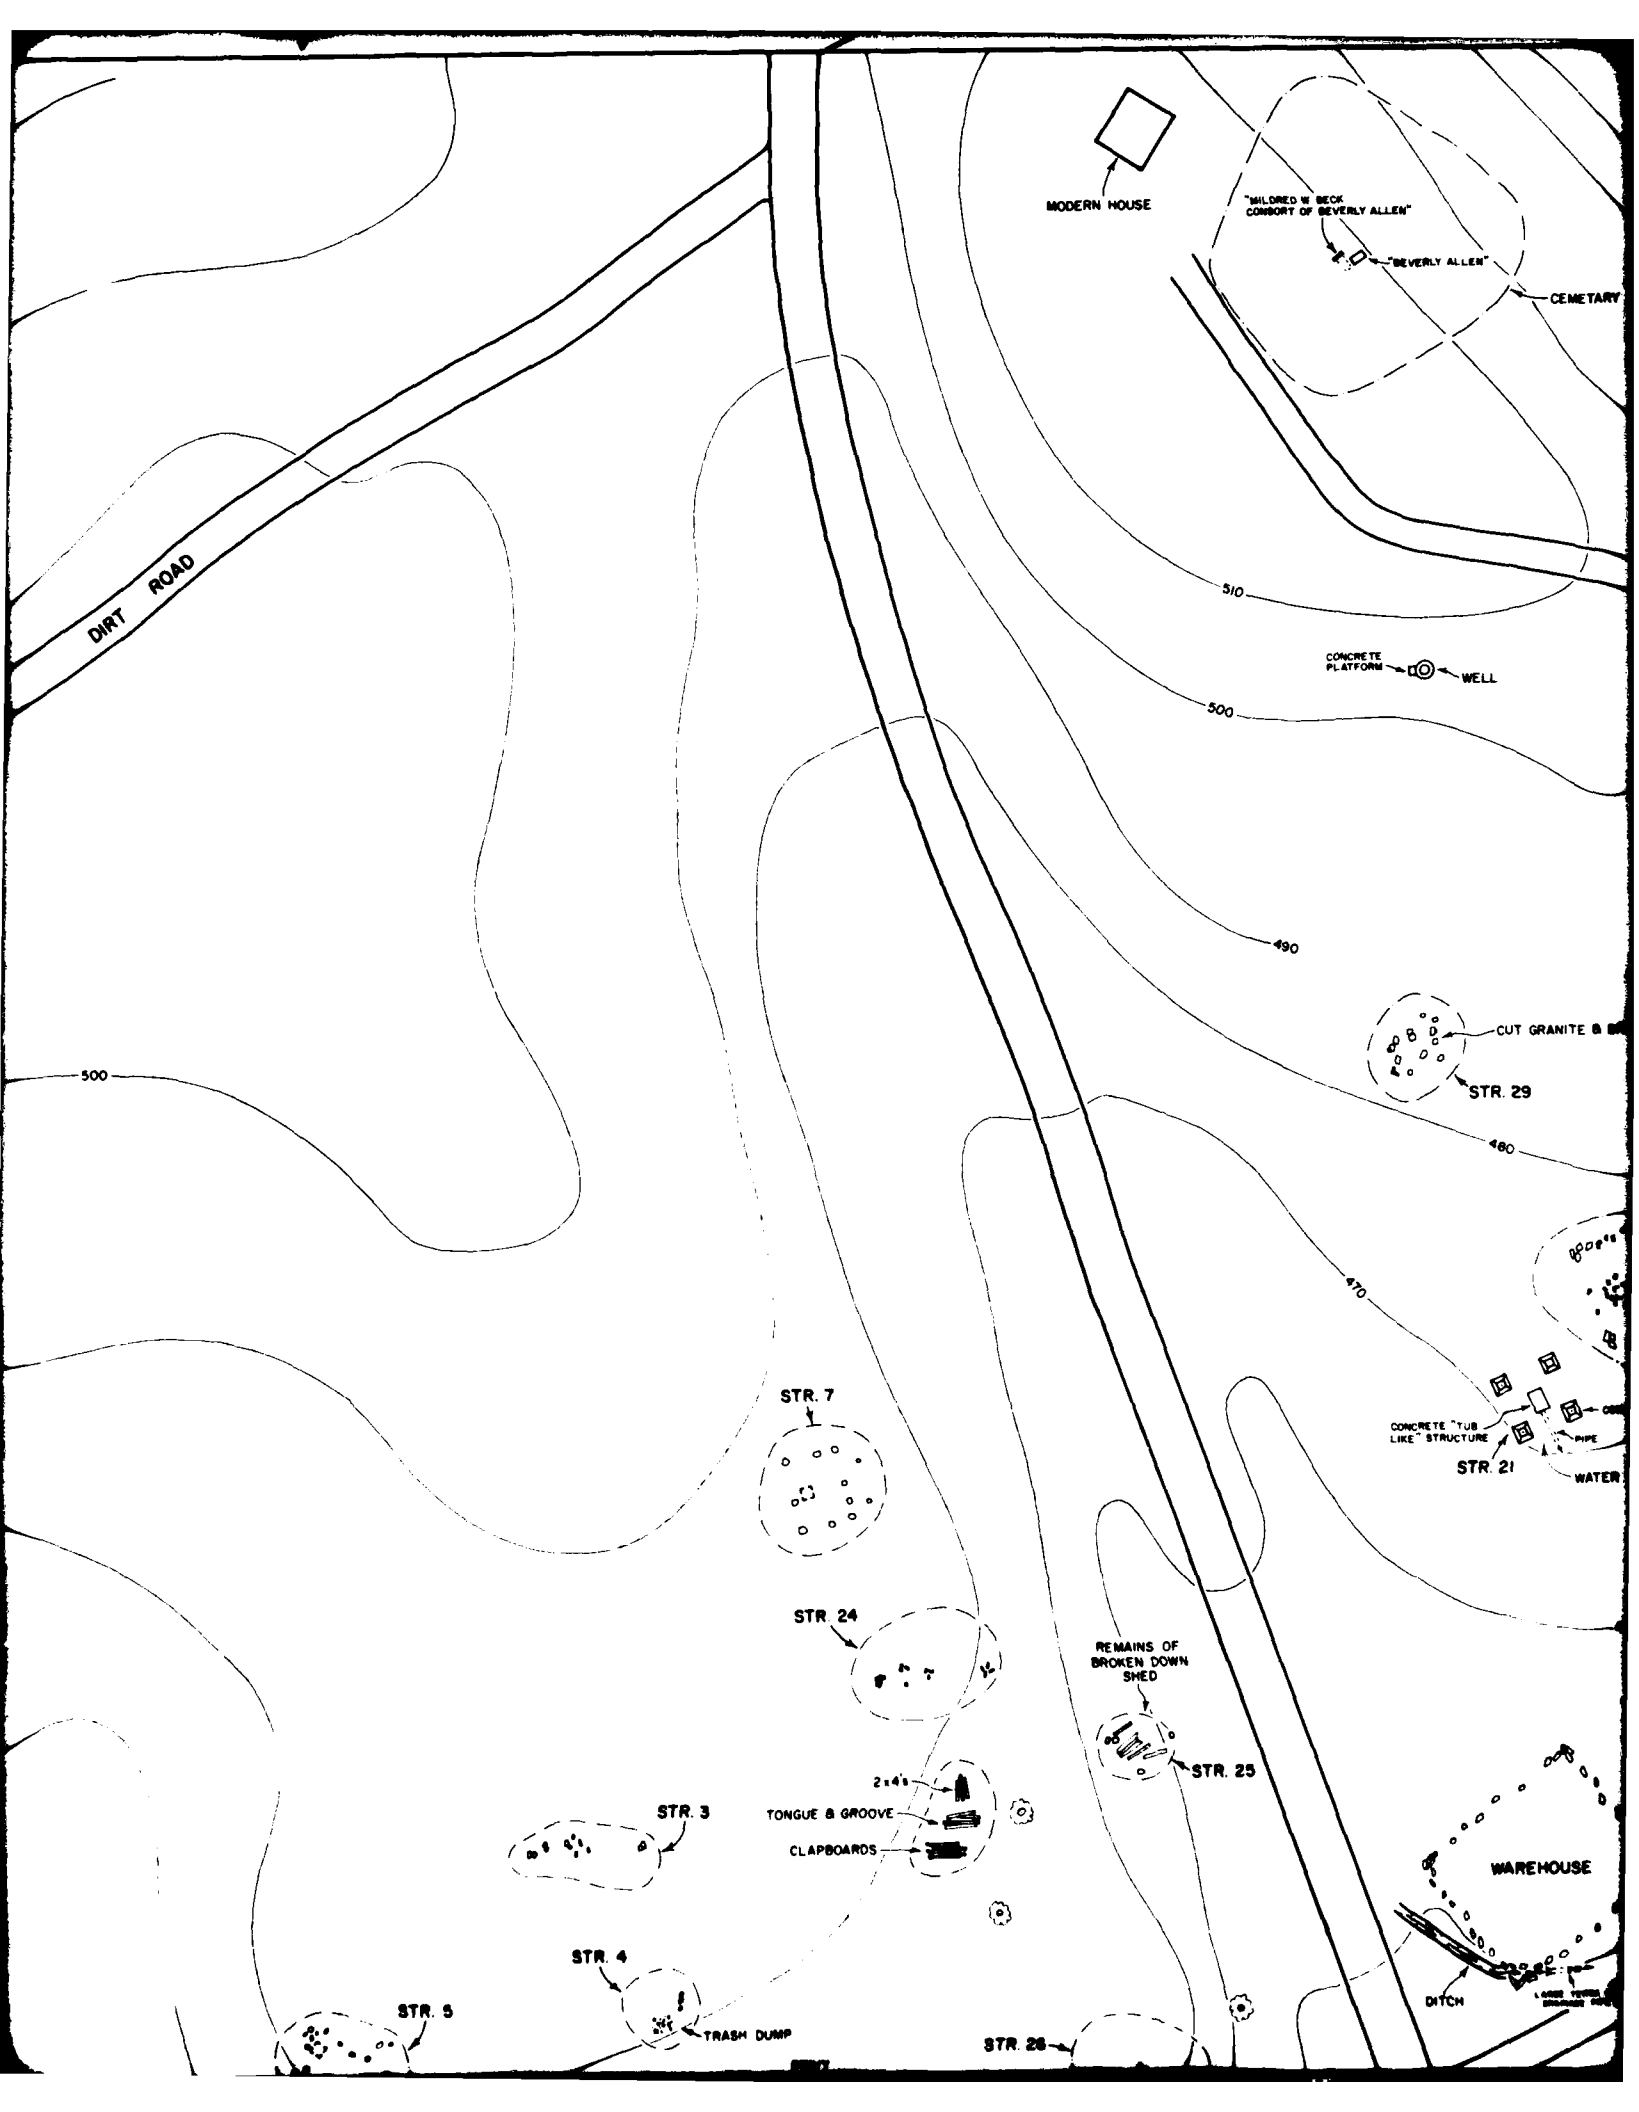 MODERN HOUSE
"MILDRED W BECK
CONSORT OF BEVERLY ALLEN"
"BEVERLY ALLEN"
CEMETARY
DIRT ROAD
510
CONCRETE
PLATFORM
WELL
500
490
CUT GRANITE &
STR. 29
500
480
470
STR. 7
CONCRETE "TUB
LIKE" STRUCTURE
PIPE
STR. 21
WATER
STR. 24
REMAINS OF
BROKEN DOWN
SHED
STR. 25
2x4's
TONGUE & GROOVE
CLAPBOARDS
STR. 3
WAREHOUSE
STR. 4
DITCH
STR. 5
TRASH DUMP
STR. 26